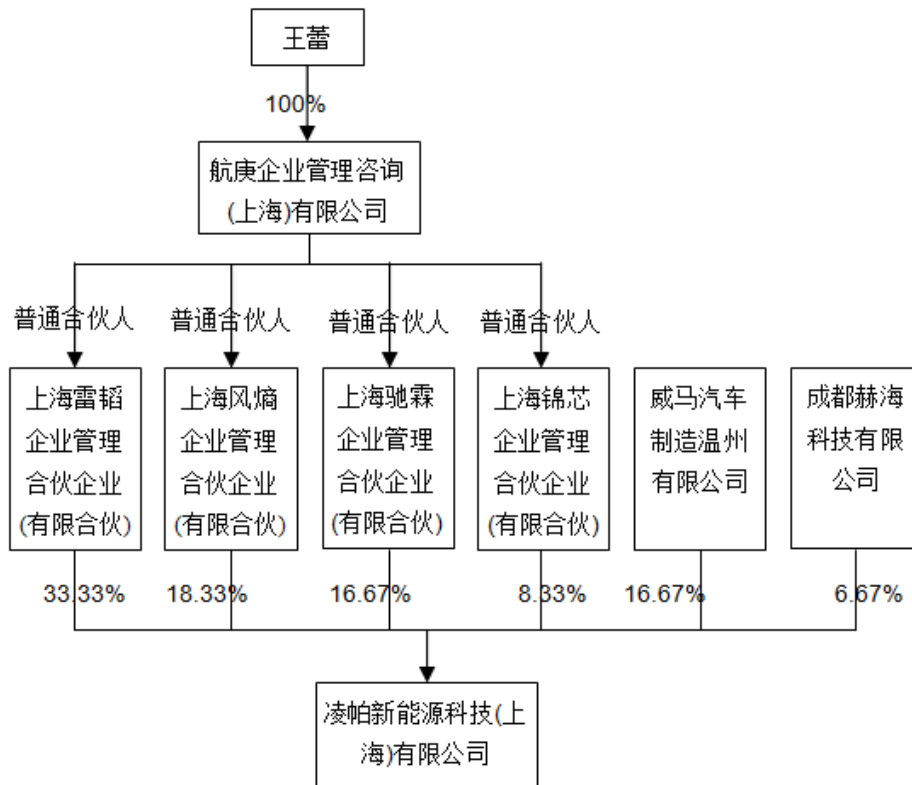 王蕾
100%
航庚企业管理咨询
(上海)有限公司
普通合伙人
普通合伙人
普通合伙人
普通合伙人
上海雷韬
企业管理
合伙企业
(有限合伙)
上海风熵
企业管理
合伙企业
(有限合伙)
上海驰霖
企业管理
合伙企业
(有限合伙)
上海锦芯
企业管理
合伙企业
(有限合伙)
威马汽车
制造温州
有限公司
成都赫海
科技有限
公司
33.33%
18.33%
16.67%
8.33%
16.67%
6.67%
凌帕新能源科技(上
海)有限公司